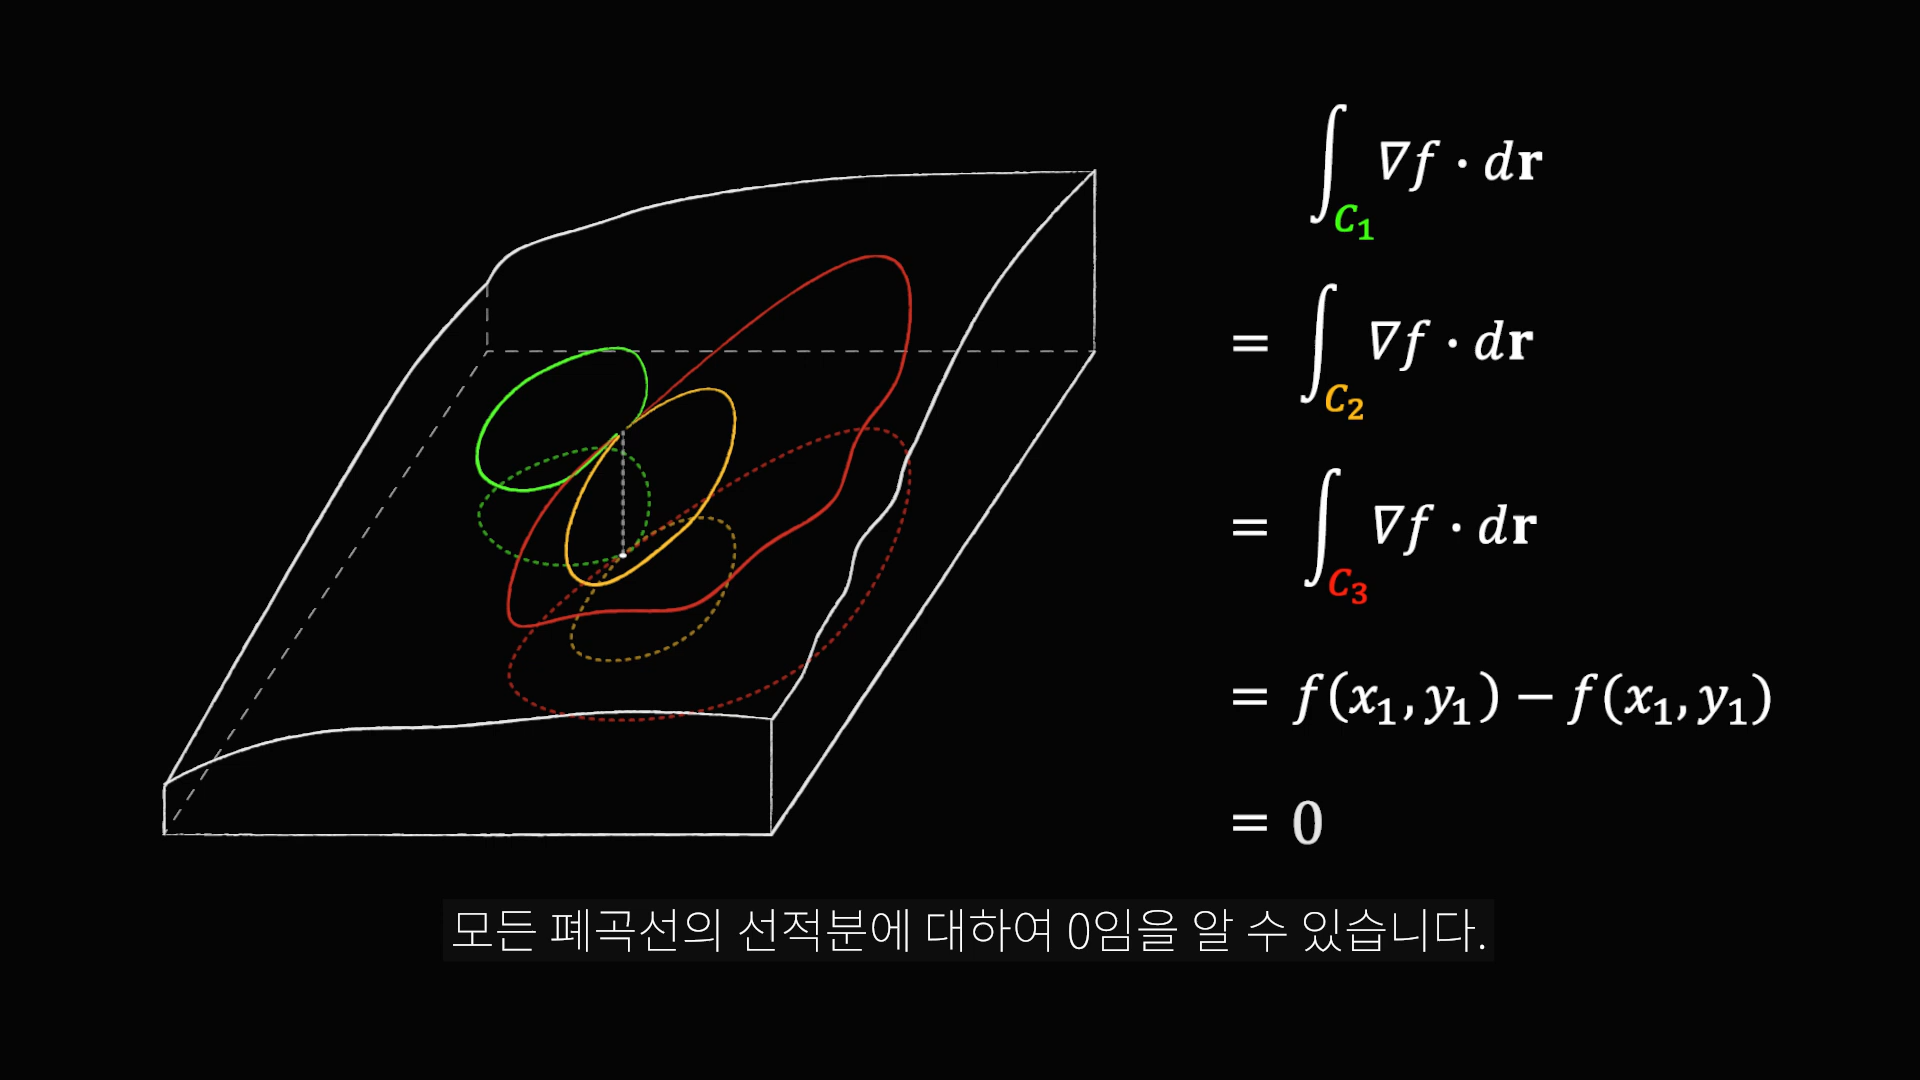 ∫_{C₁} ∇f · d𝐫
= ∫_{C₂} ∇f · d𝐫
= ∫_{C₃} ∇f · d𝐫
= f(x₁, y₁) − f(x₁, y₁)
= 0
모든 폐곡선의 선적분에 대하여 0임을 알 수 있습니다.